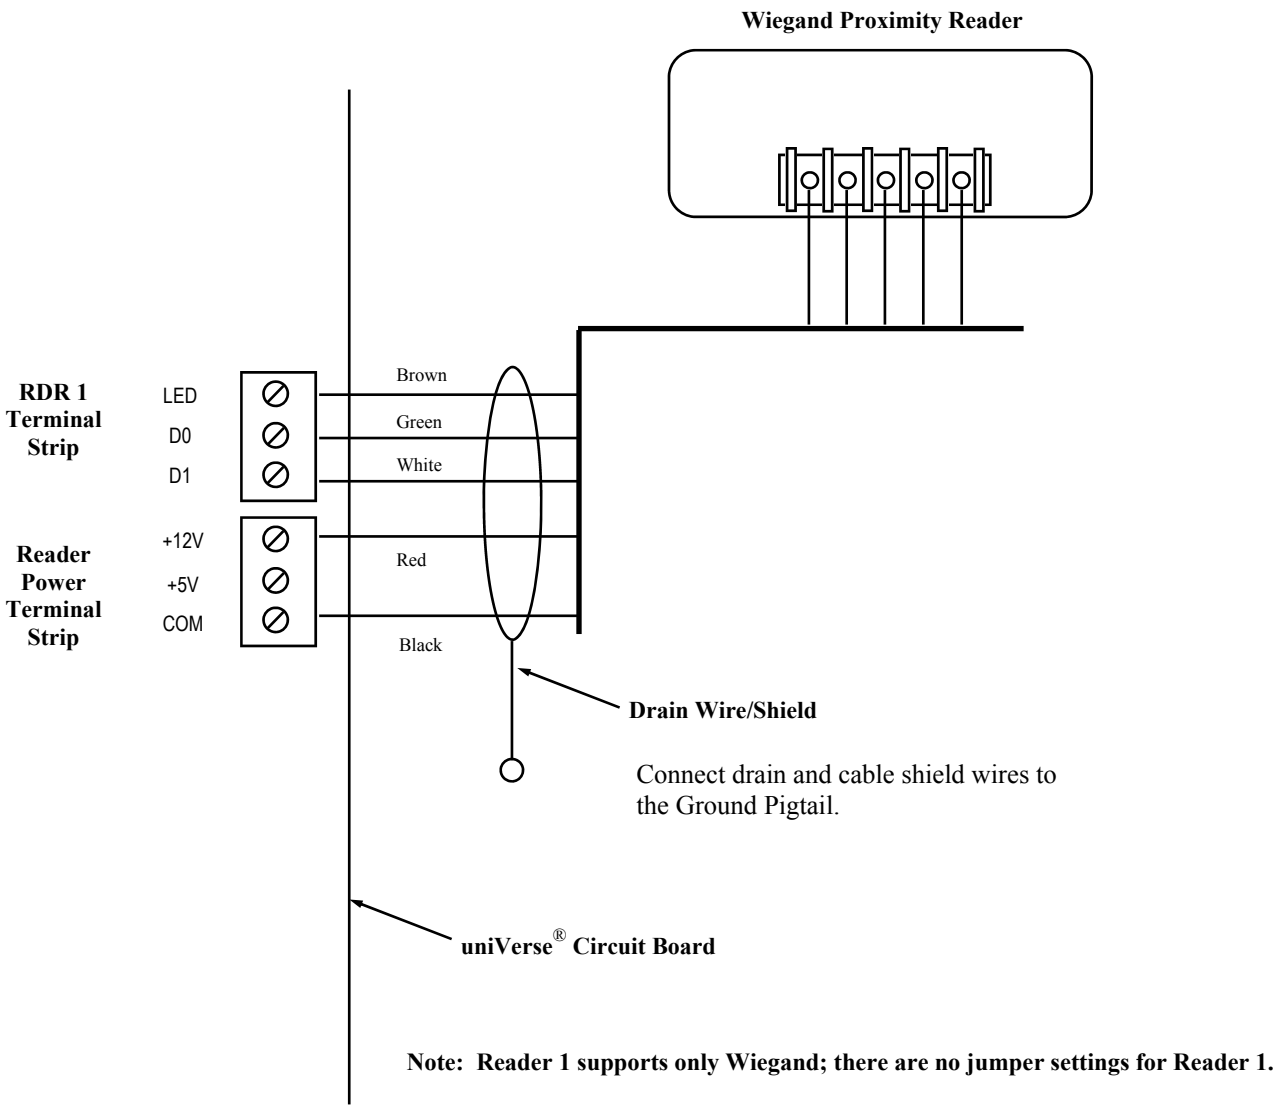 Wiegand Proximity Reader
RDR 1
Terminal
Strip
LED
D0
D1
Brown
Green
White
Reader
Power
Terminal
Strip
+12V
+5V
COM
Red
Black
Drain Wire/Shield
Connect drain and cable shield wires to
the Ground Pigtail.
uniVerse® Circuit Board
Note: Reader 1 supports only Wiegand; there are no jumper settings for Reader 1.